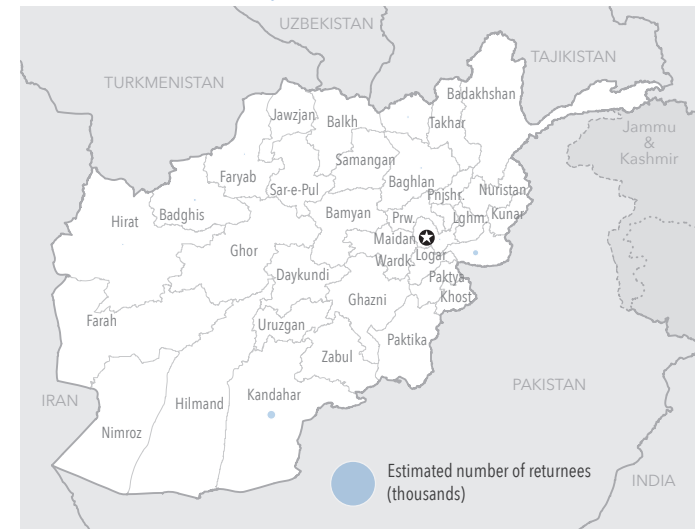 UZBEKISTAN
TAJIKISTAN
TURKMENISTAN
Badakhshan
Jawzjan
Balkh
Takhar
Jammu
&
Kashmir
Samangan
Faryab
Baghlan
Sar-e-Pul
Pnjshr.
Nuristan
Hirat
Badghis
Bamyan
Prw.
Lghm.
Kunar
Maidan
Wardk.
Logar
Ghor
Daykundi
Paktya
Khost
Ghazni
Farah
Uruzgan
Paktika
Zabul
PAKISTAN
IRAN
Hilmand
Kandahar
Nimroz
Estimated number of returnees
(thousands)
INDIA